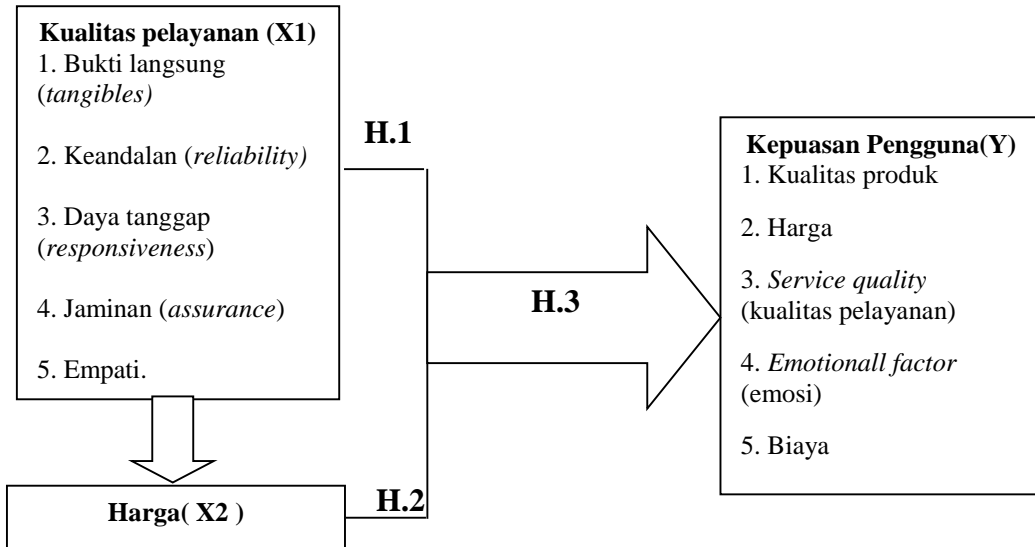 Kualitas pelayanan (X1)
1. Bukti langsung
(tangibles)
2. Keandalan (reliability)
3. Daya tanggap
(responsiveness)
4. Jaminan (assurance)
5. Empati.
Harga( X2 )
H.1
H.2
H.3
Kepuasan Pengguna(Y)
1. Kualitas produk
2. Harga
3. Service quality
(kualitas pelayanan)
4. Emotionall factor
(emosi)
5. Biaya